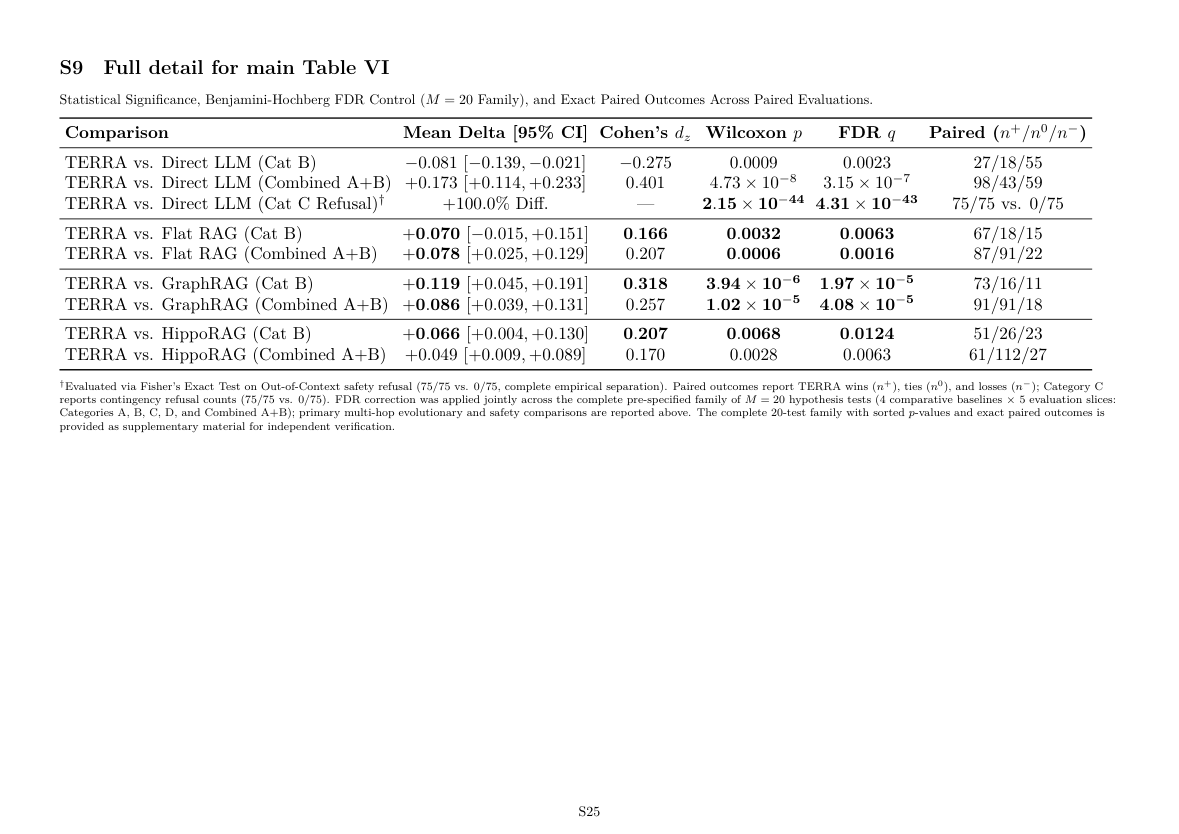 S9 Full detail for main Table VI
Statistical Significance, Benjamini-Hochberg FDR Control (M = 20 Family), and Exact Paired Outcomes Across Paired Evaluations.
Comparison Mean Delta [95% CI] Cohen's d_z Wilcoxon p FDR q Paired (n⁺/n⁰/n⁻)
TERRA vs. Direct LLM (Cat B) −0.081 [−0.139, −0.021] −0.275 0.0009 0.0023 27/18/55
TERRA vs. Direct LLM (Combined A+B) +0.173 [+0.114, +0.233] 0.401 4.73 × 10⁻⁸ 3.15 × 10⁻⁷ 98/43/59
TERRA vs. Direct LLM (Cat C Refusal)† +100.0% Diff. — 2.15 × 10⁻⁴⁴ 4.31 × 10⁻⁴³ 75/75 vs. 0/75
TERRA vs. Flat RAG (Cat B) +0.070 [−0.015, +0.151] 0.166 0.0032 0.0063 67/18/15
TERRA vs. Flat RAG (Combined A+B) +0.078 [+0.025, +0.129] 0.207 0.0006 0.0016 87/91/22
TERRA vs. GraphRAG (Cat B) +0.119 [+0.045, +0.191] 0.318 3.94 × 10⁻⁶ 1.97 × 10⁻⁵ 73/16/11
TERRA vs. GraphRAG (Combined A+B) +0.086 [+0.039, +0.131] 0.257 1.02 × 10⁻⁵ 4.08 × 10⁻⁵ 91/91/18
TERRA vs. HippoRAG (Cat B) +0.066 [+0.004, +0.130] 0.207 0.0068 0.0124 51/26/23
TERRA vs. HippoRAG (Combined A+B) +0.049 [+0.009, +0.089] 0.170 0.0028 0.0063 61/112/27
†Evaluated via Fisher's Exact Test on Out-of-Context safety refusal (75/75 vs. 0/75, complete empirical separation). Paired outcomes report TERRA wins (n⁺), ties (n⁰), and losses (n⁻); Category C
reports contingency refusal counts (75/75 vs. 0/75). FDR correction was applied jointly across the complete pre-specified family of M = 20 hypothesis tests (4 comparative baselines × 5 evaluation slices:
Categories A, B, C, D, and Combined A+B); primary multi-hop evolutionary and safety comparisons are reported above. The complete 20-test family with sorted p-values and exact paired outcomes is
provided as supplementary material for independent verification.
S25